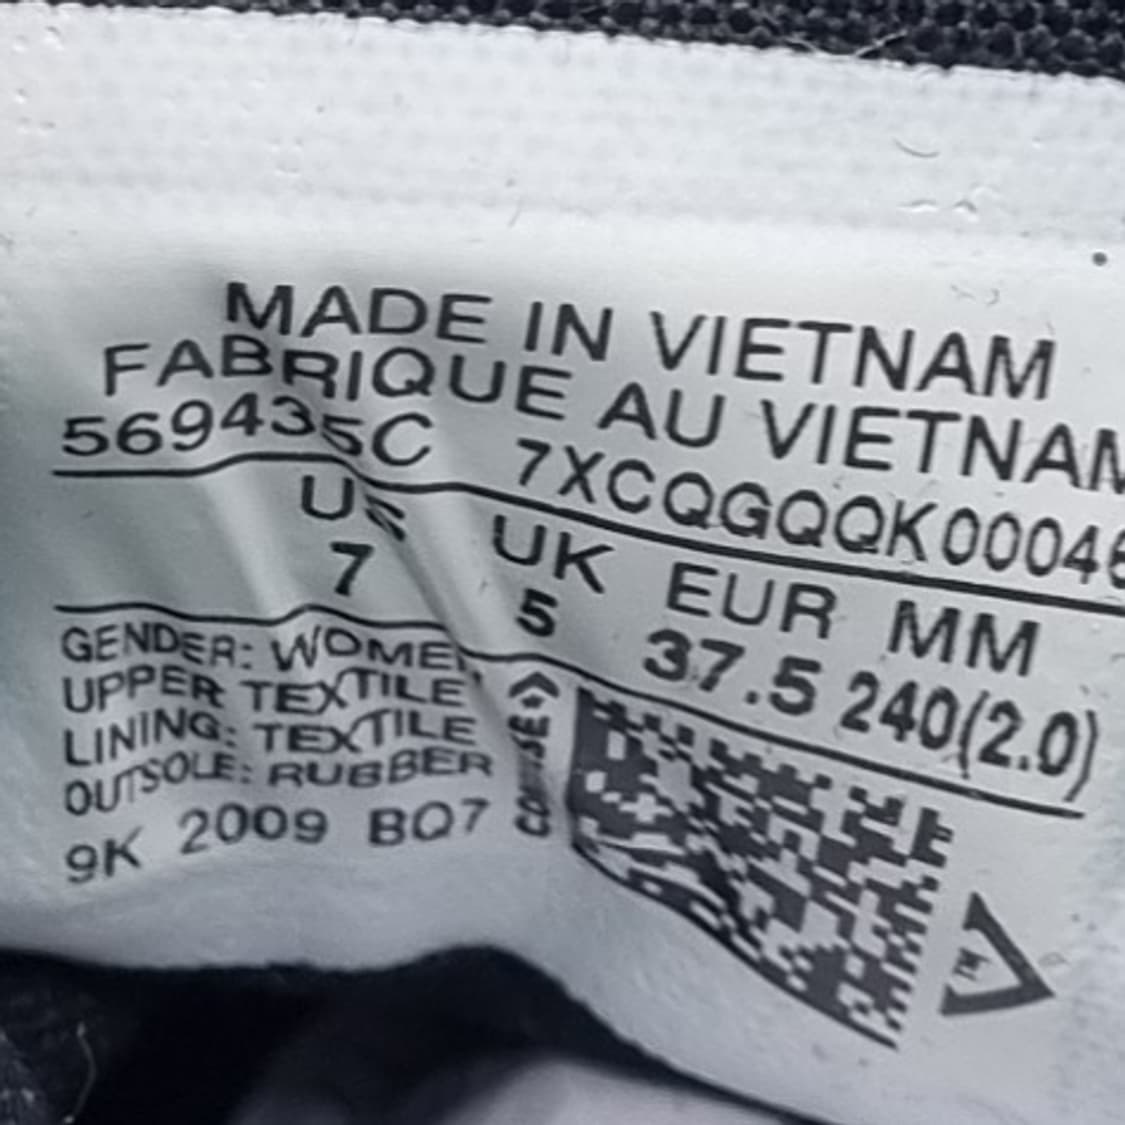 MADE IN VIETNAM
FABRIQUE AU VIETNAM
569435C 7XCQGQQK00046
US UK EUR MM
7 5 37.5 240(2.0)
GENDER: WOMEN
UPPER TEXTILE
LINING: TEXTILE
OUTSOLE: RUBBER
9K 2009 BQ7